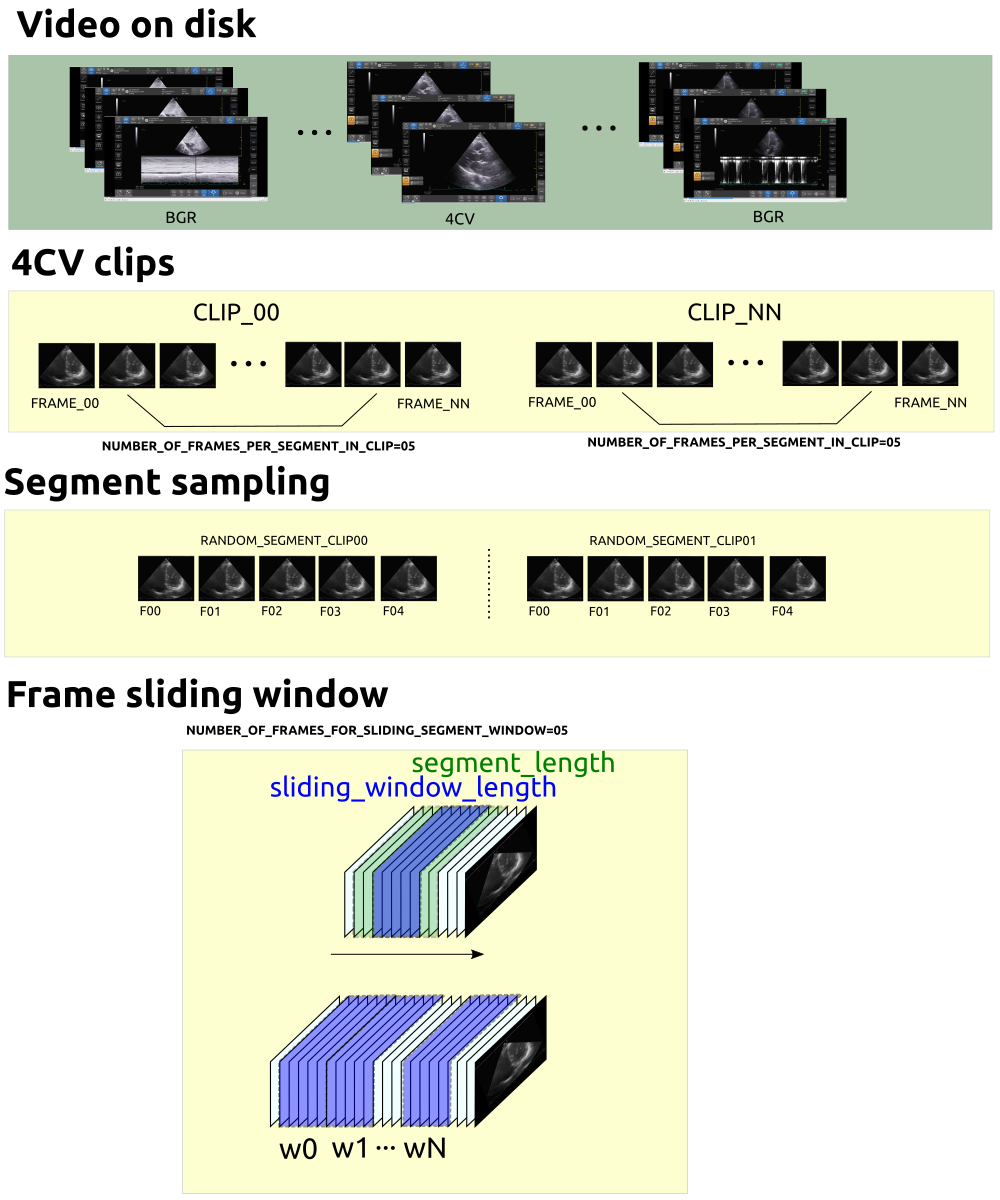 Video on disk
BGR
4CV
BGR
4CV clips
CLIP_00
CLIP_NN
FRAME_00
FRAME_NN
FRAME_00
FRAME_NN
NUMBER_OF_FRAMES_PER_SEGMENT_IN_CLIP=05
NUMBER_OF_FRAMES_PER_SEGMENT_IN_CLIP=05
Segment sampling
RANDOM_SEGMENT_CLIP00
RANDOM_SEGMENT_CLIP01
F00 F01 F02 F03 F04
F00 F01 F02 F03 F04
Frame sliding window
NUMBER_OF_FRAMES_FOR_SLIDING_SEGMENT_WINDOW=05
segment_length
sliding_window_length
w0 w1 ··· wN